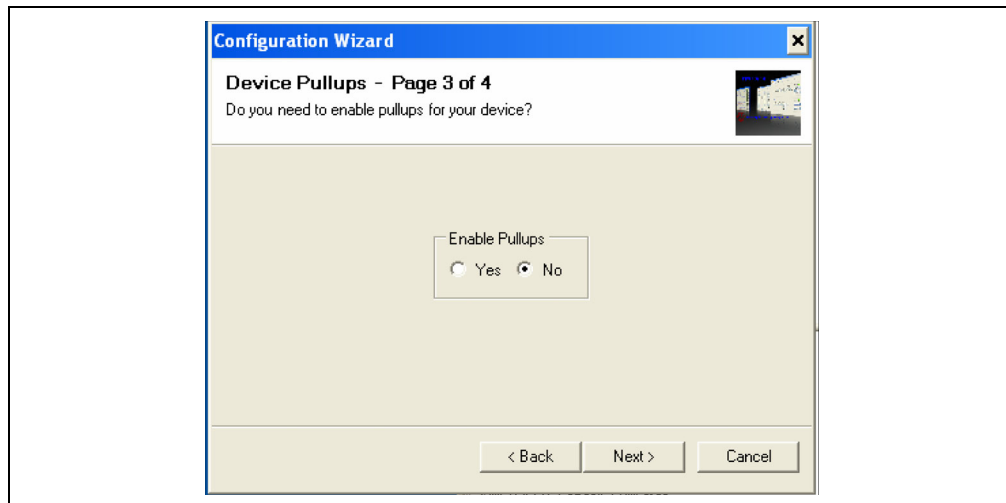 Configuration Wizard
Device Pullups - Page 3 of 4
Do you need to enable pullups for your device?
Enable Pullups
Yes No
< Back Next > Cancel